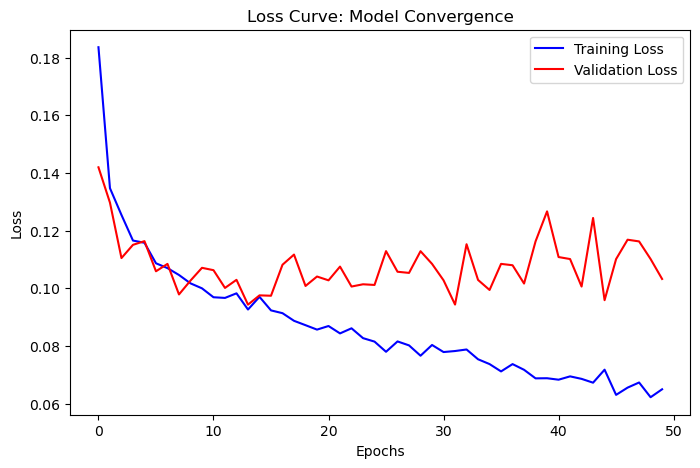 Loss Curve: Model Convergence
Training Loss
Validation Loss
0.18
0.16
0.14
0.12
0.10
0.08
0.06
Loss
0
10
20
30
40
50
Epochs